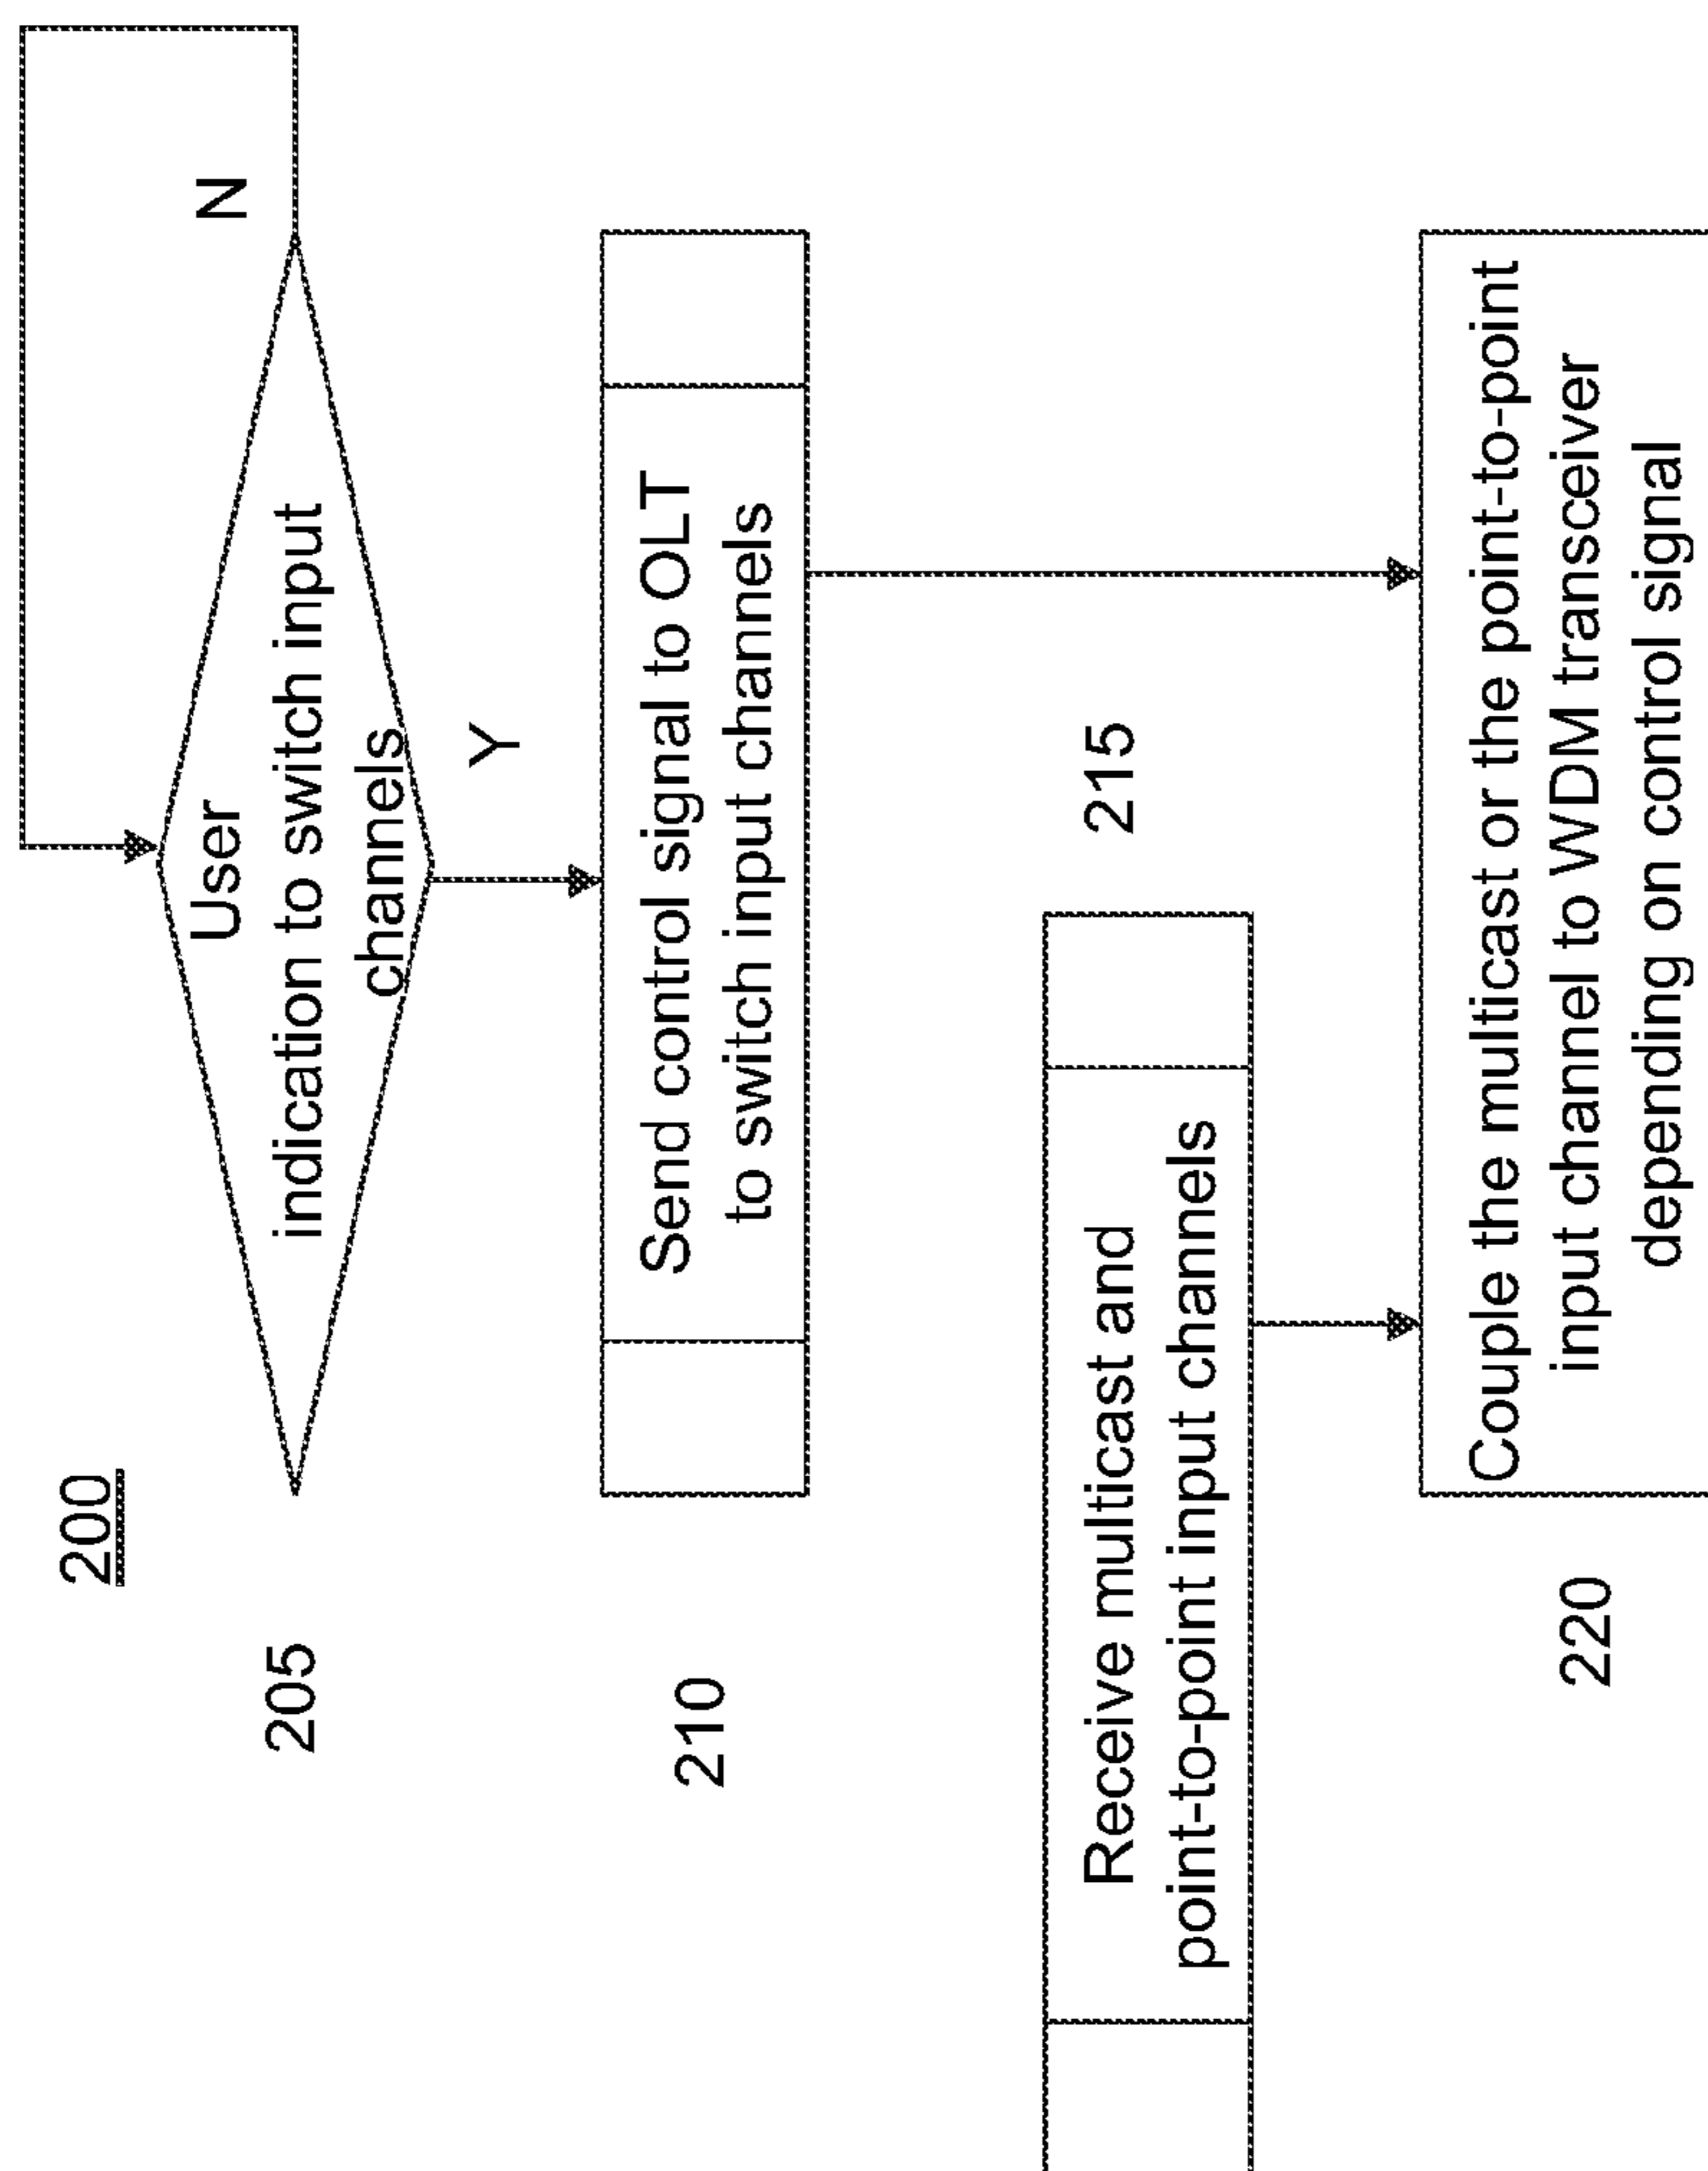 200
205
User
indication to switch input
channels
N
Y
210
Send control signal to OLT
to switch input channels
215
Receive multicast and
point-to-point input channels
220
Couple the multicast or the point-to-point
input channel to WDM transceiver
depending on control signal